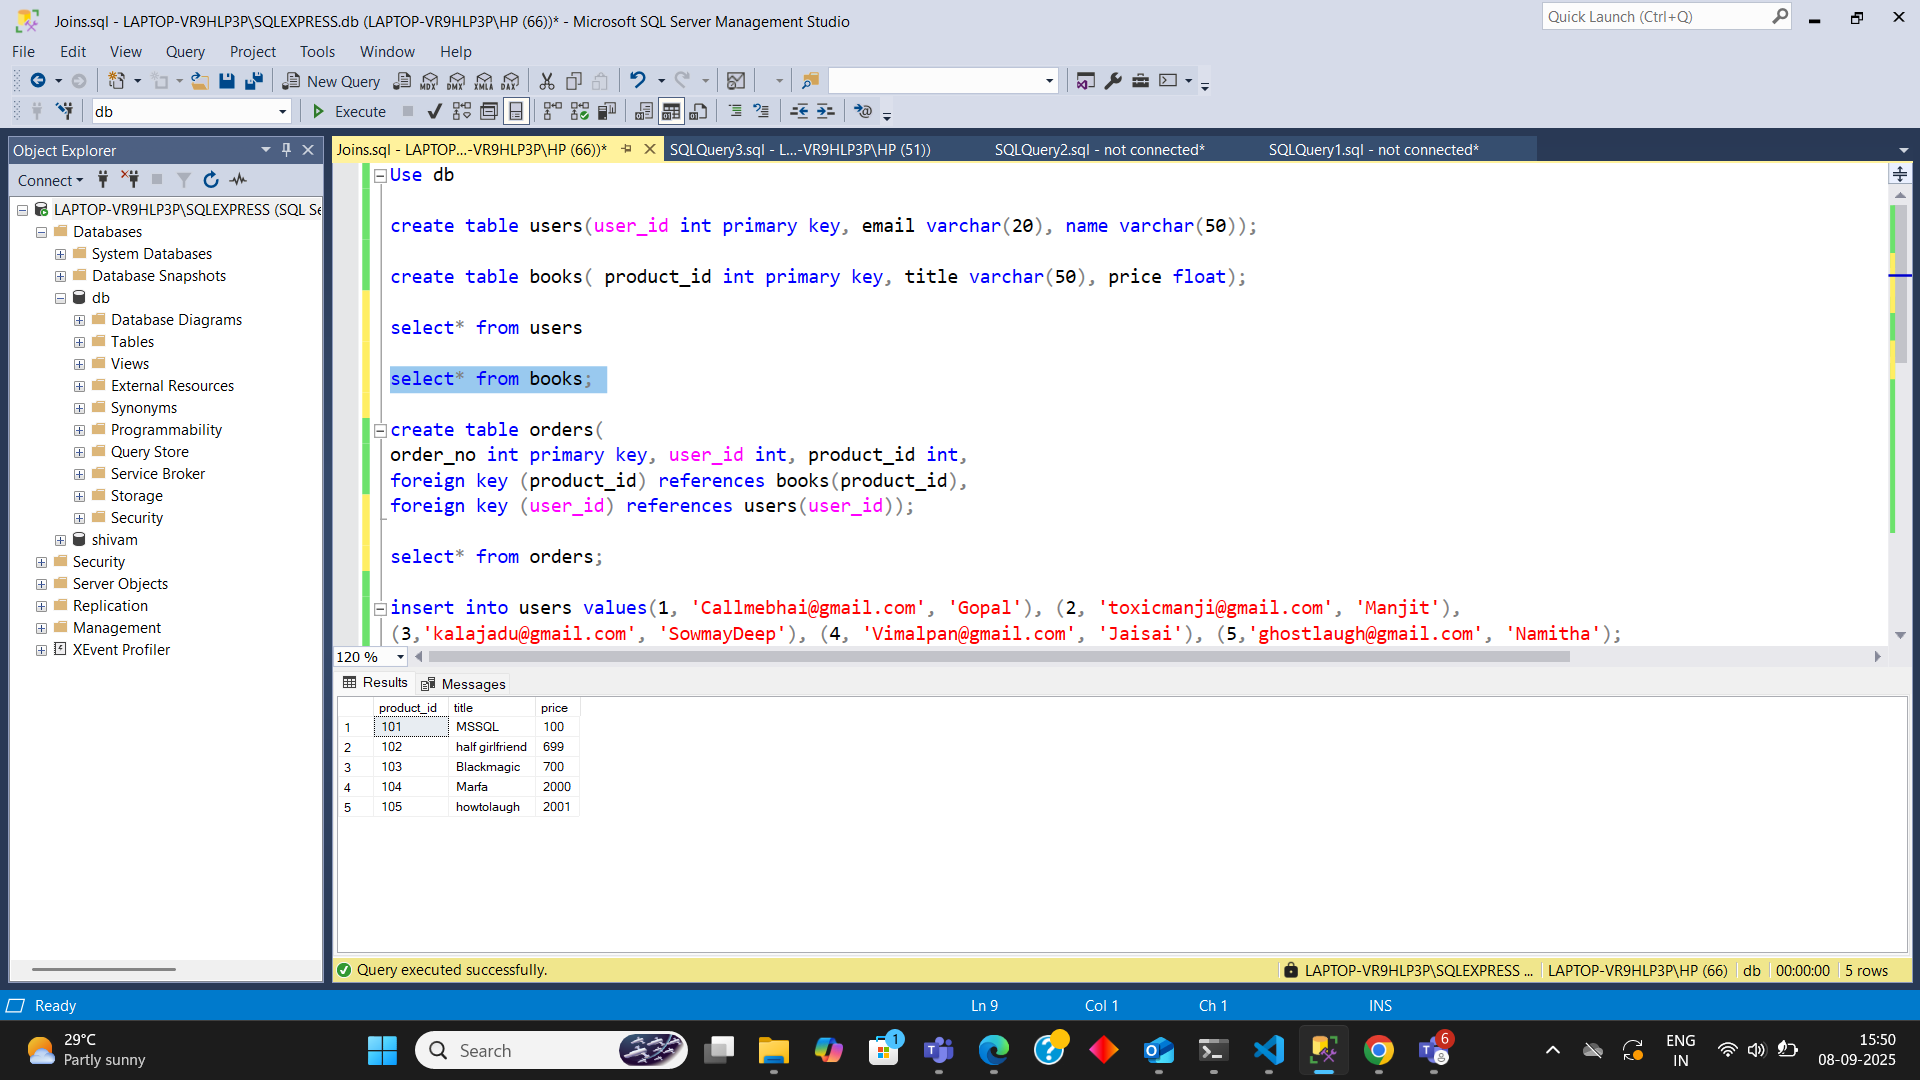 Joins.sql - LAPTOP-VR9HLP3P\SQLEXPRESS.db (LAPTOP-VR9HLP3P\HP (66))* - Microsoft SQL Server Management Studio
Quick Launch (Ctrl+Q)
File Edit View Query Project Tools Window Help
New Query MDX DMX XMLA DAX
db Execute
Object Explorer
Joins.sql - LAPTOP...-VR9HLP3P\HP (66))* SQLQuery3.sql - L...-VR9HLP3P\HP (51)) SQLQuery2.sql - not connected* SQLQuery1.sql - not connected*
Connect
LAPTOP-VR9HLP3P\SQLEXPRESS (SQL Se
Databases
System Databases
Database Snapshots
db
Database Diagrams
Tables
Views
External Resources
Synonyms
Programmability
Query Store
Service Broker
Storage
Security
shivam
Security
Server Objects
Replication
Management
XEvent Profiler
Use db
create table users(user_id int primary key, email varchar(20), name varchar(50));
create table books( product_id int primary key, title varchar(50), price float);
select* from users
select* from books;
create table orders(
order_no int primary key, user_id int, product_id int,
foreign key (product_id) references books(product_id),
foreign key (user_id) references users(user_id));
select* from orders;
insert into users values(1, 'Callmebhai@gmail.com', 'Gopal'), (2, 'toxicmanji@gmail.com', 'Manjit'),
(3,'kalajadu@gmail.com', 'SowmayDeep'), (4, 'Vimalpan@gmail.com', 'Jaisai'), (5,'ghostlaugh@gmail.com', 'Namitha');
120 %
Results Messages
product_id title price
1 101 MSSQL 100
2 102 half girlfriend 699
3 103 Blackmagic 700
4 104 Marfa 2000
5 105 howtolaugh 2001
Query executed successfully. LAPTOP-VR9HLP3P\SQLEXPRESS ... LAPTOP-VR9HLP3P\HP (66) db 00:00:00 5 rows
Ready Ln 9 Col 1 Ch 1 INS
29°C
Partly sunny
Search
1
6
ENG
IN
15:50
08-09-2025